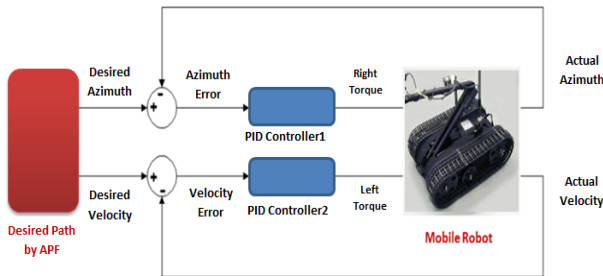 Desired
Azimuth
-
+
Azimuth
Error
PID Controller1
Right
Torque
Actual
Azimuth
Desired
Velocity
+
-
Velocity
Error
PID Controller2
Left
Torque
Actual
Velocity
Desired Path
by APF
Mobile Robot